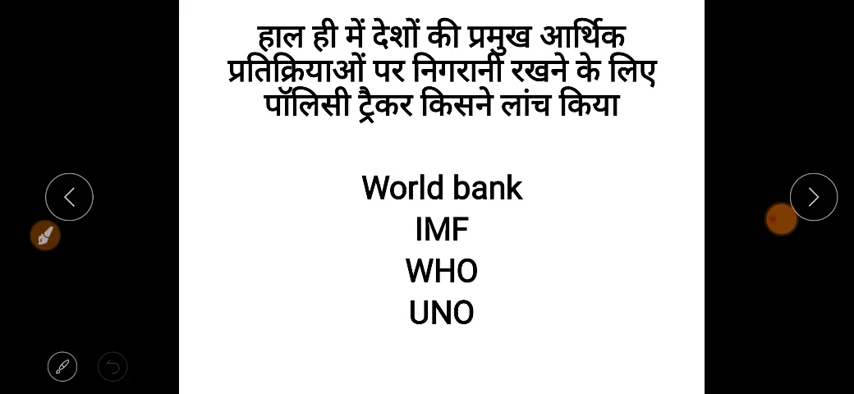 हाल ही में देशों की प्रमुख आर्थिक
प्रतिक्रियाओं पर निगरानी रखने के लिए
पॉलिसी ट्रैकर किसने लांच किया
World bank
IMF
WHO
UNO